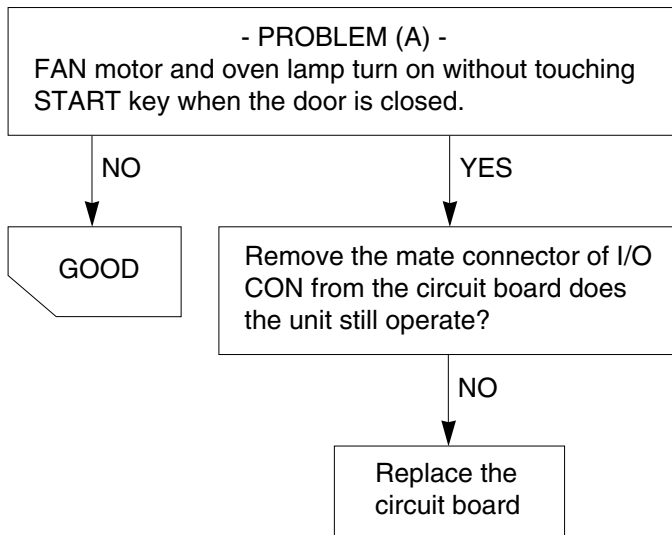 - PROBLEM (A) -
FAN motor and oven lamp turn on without touching
START key when the door is closed.
NO
YES
GOOD
Remove the mate connector of I/O
CON from the circuit board does
the unit still operate?
NO
Replace the
circuit board